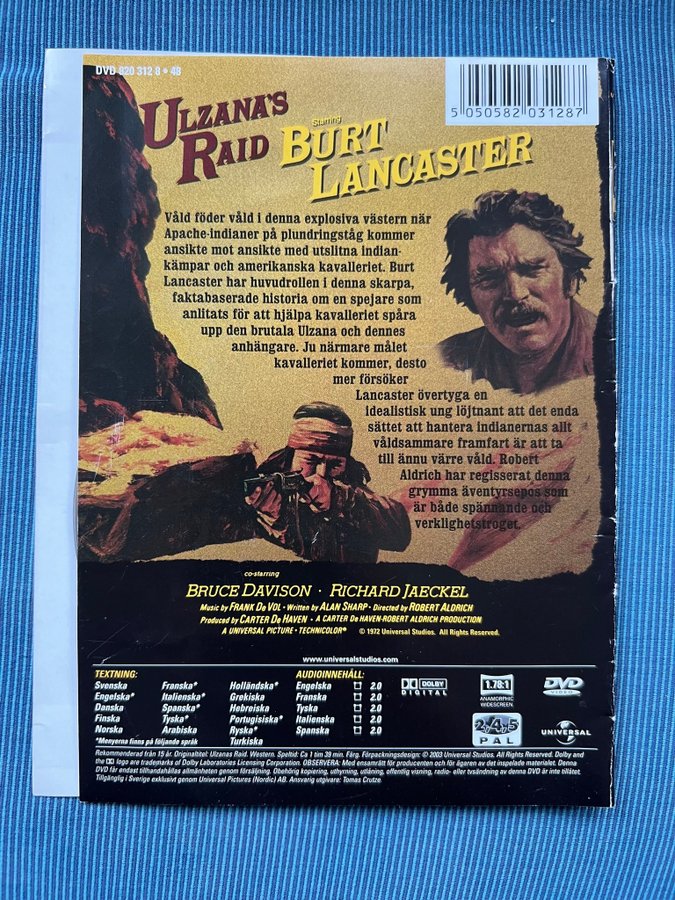 DVD 820 312 8 • 48
5 050582 031287
ULZANA'S
RAID
Starring
BURT
LANCASTER
Våld föder våld i denna explosiva västern när
Apache-indianer på plundringståg kommer
ansikte mot ansikte med utslitna indian-
kämpar och amerikanska kavalleriet. Burt
Lancaster har huvudrollen i denna skarpa,
faktabaserade historia om en spejare som
anlitats för att hjälpa kavalleriet spåra
upp den brutala Ulzana och dennes
anhängare. Ju närmare målet
kavalleriet kommer, desto
mer försöker
Lancaster övertyga en
idealistisk ung löjtnant att det enda
sättet att hantera indianernas allt
våldsammare framfart är att ta
till ännu värre våld. Robert
Aldrich har regisserat denna
grymma äventyrsepos som
är både spännande och
verklighetstroget.
co-starring
BRUCE DAVISON · RICHARD JAECKEL
Music by FRANK DE VOL · Written by ALAN SHARP · Directed by ROBERT ALDRICH
Produced by CARTER DE HAVEN · A CARTER DE HAVEN-ROBERT ALDRICH PRODUCTION
A UNIVERSAL PICTURE · TECHNICOLOR® © 1972 Universal Studios. All Rights Reserved.
www.universalstudios.com
TEXTNING: AUDIOINNEHÅLL:
Svenska Franska* Holländska* Engelska 2.0
Engelska* Italienska* Grekiska Franska 2.0
Danska Spanska* Hebreiska Tyska 2.0
Finska Tyska* Portugisiska* Italienska 2.0
Norska Arabiska Ryska* Spanska 2.0
*Menyerna finns på följande språk Turkiska
DOLBY
DIGITAL
1.76:1
ANAMORPHIC
WIDESCREEN
DVD
VIDEO
2.4.5
PAL
UNIVERSAL
Rekommenderad från 15 år. Originaltitel: Ulzanas Raid. Western. Speltid: Ca 1 tim 39 min. Färg. Förpackningsdesign: © 2003 Universal Studios. All Rights Reserved. Dolby and
the DD logo are trademarks of Dolby Laboratories Licensing Corporation. OBSERVERA: Med ensamrätt för producenten och för ägaren av det inspelade materialet. Denna
DVD får endast tillhandahållas allmänheten genom försäljning. Obehörig kopiering, uthyrning, utlåning, offentlig visning, radio- eller tvsändning av denna DVD är inte tillåtet.
Tillgänglig i Sverige exklusivt genom Universal Pictures (Nordic) AB. Ansvarig utgivare: Tomas Crutze.